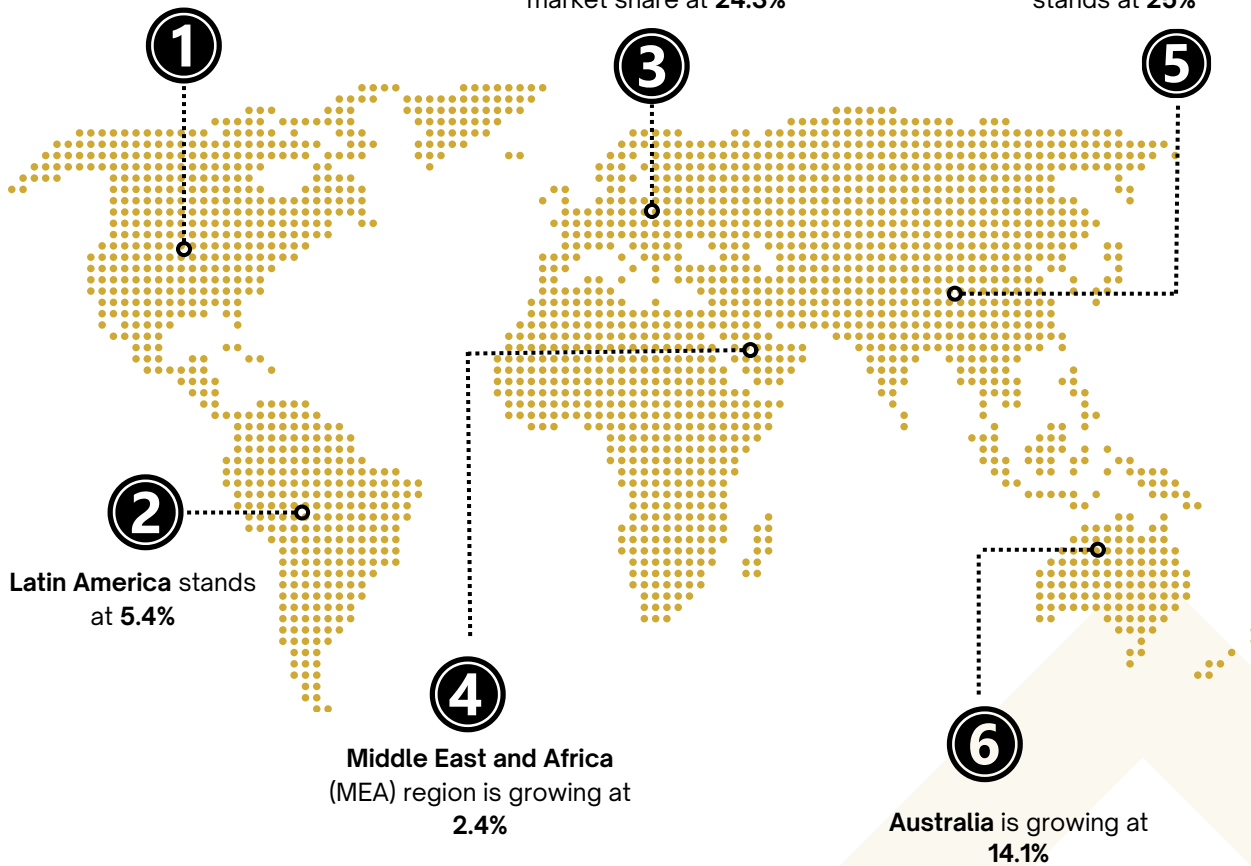 market share at 24.3%
stands at 25%
1
3
5
2
Latin America stands
at 5.4%
4
Middle East and Africa
(MEA) region is growing at
2.4%
6
Australia is growing at
14.1%